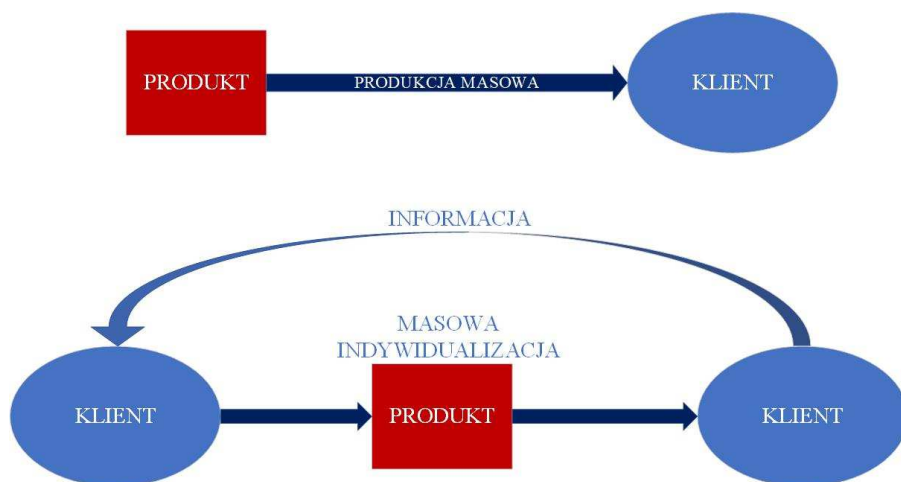 PRODUKT
PRODUKCJA MASOWA
KLIENT
INFORMACJA
MASOWA
INDYWIDUALIZACJA
KLIENT
PRODUKT
KLIENT